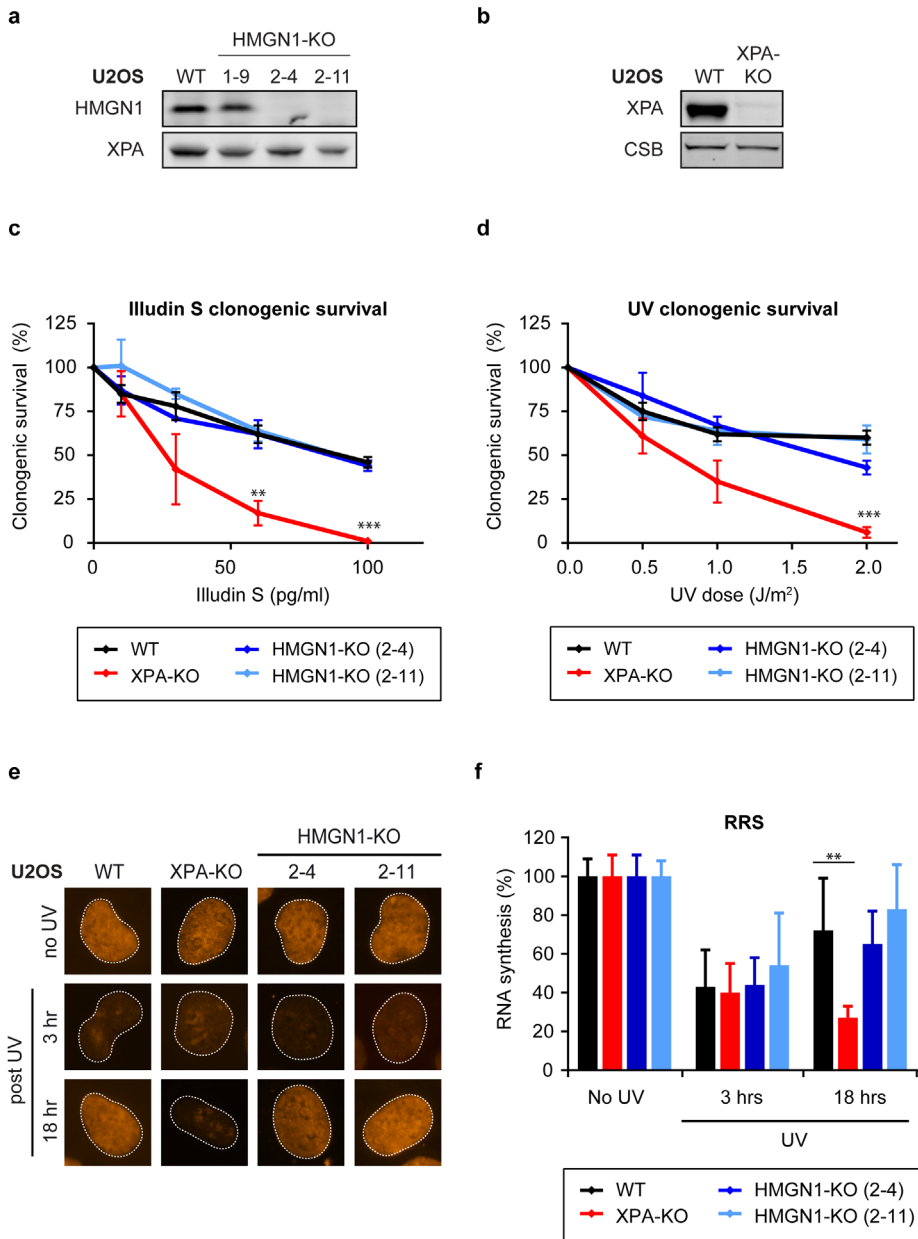 a
HMGN1-KO
U2OS WT 1-9 2-4 2-11
HMGN1
XPA
b
XPA-
KO
U2OS WT
XPA
CSB
c
Illudin S clonogenic survival
Clonogenic survival (%)
125
100
75
50
25
0
**
***
0 50 100
Illudin S (pg/ml)
WT HMGN1-KO (2-4)
XPA-KO HMGN1-KO (2-11)
d
UV clonogenic survival
Clonogenic survival (%)
125
100
75
50
25
0
***
0.0 0.5 1.0 1.5 2.0
UV dose (J/m²)
WT HMGN1-KO (2-4)
XPA-KO HMGN1-KO (2-11)
e
HMGN1-KO
U2OS WT XPA-KO 2-4 2-11
no UV
post UV
3 hr
18 hr
f
RRS
RNA synthesis (%)
120
100
80
60
40
20
0
**
No UV 3 hrs 18 hrs
UV
WT HMGN1-KO (2-4)
XPA-KO HMGN1-KO (2-11)